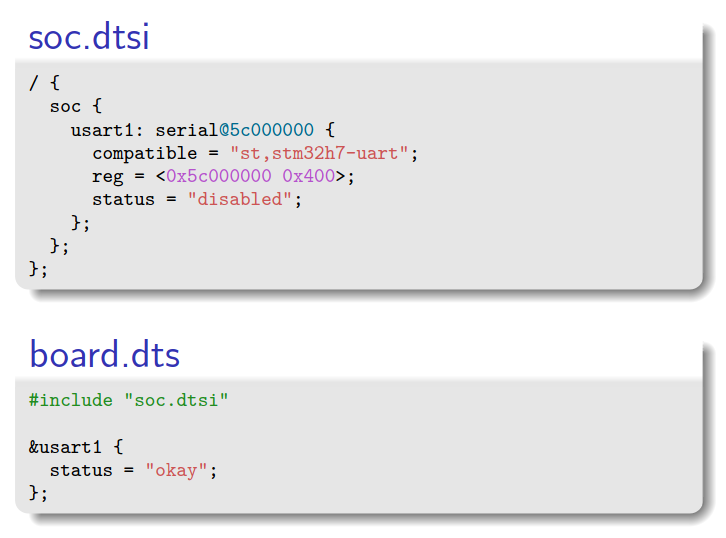 soc.dtsi
/ {
  soc {
    usart1: serial@5c000000 {
      compatible = "st,stm32h7-uart";
      reg = <0x5c000000 0x400>;
      status = "disabled";
    };
  };
};
board.dts
#include "soc.dtsi"

&usart1 {
  status = "okay";
};